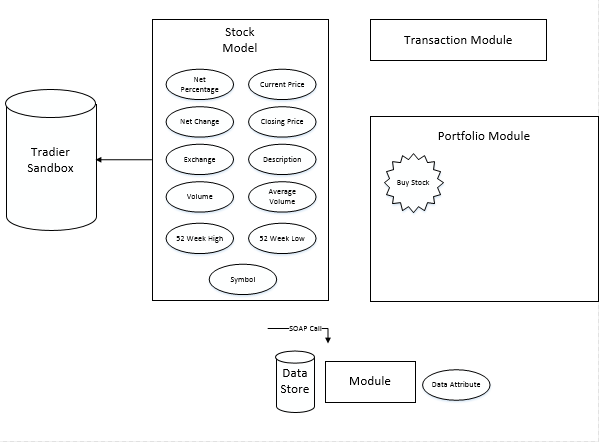 Stock
Model
Transaction Module
Net
Percentage
Current Price
Net Change
Closing Price
Portfolio Module
Tradier
Sandbox
Exchange
Description
Buy Stock
Volume
Average
Volume
52 Week High
52 Week Low
Symbol
SOAP Call
Data
Store
Module
Data Attribute